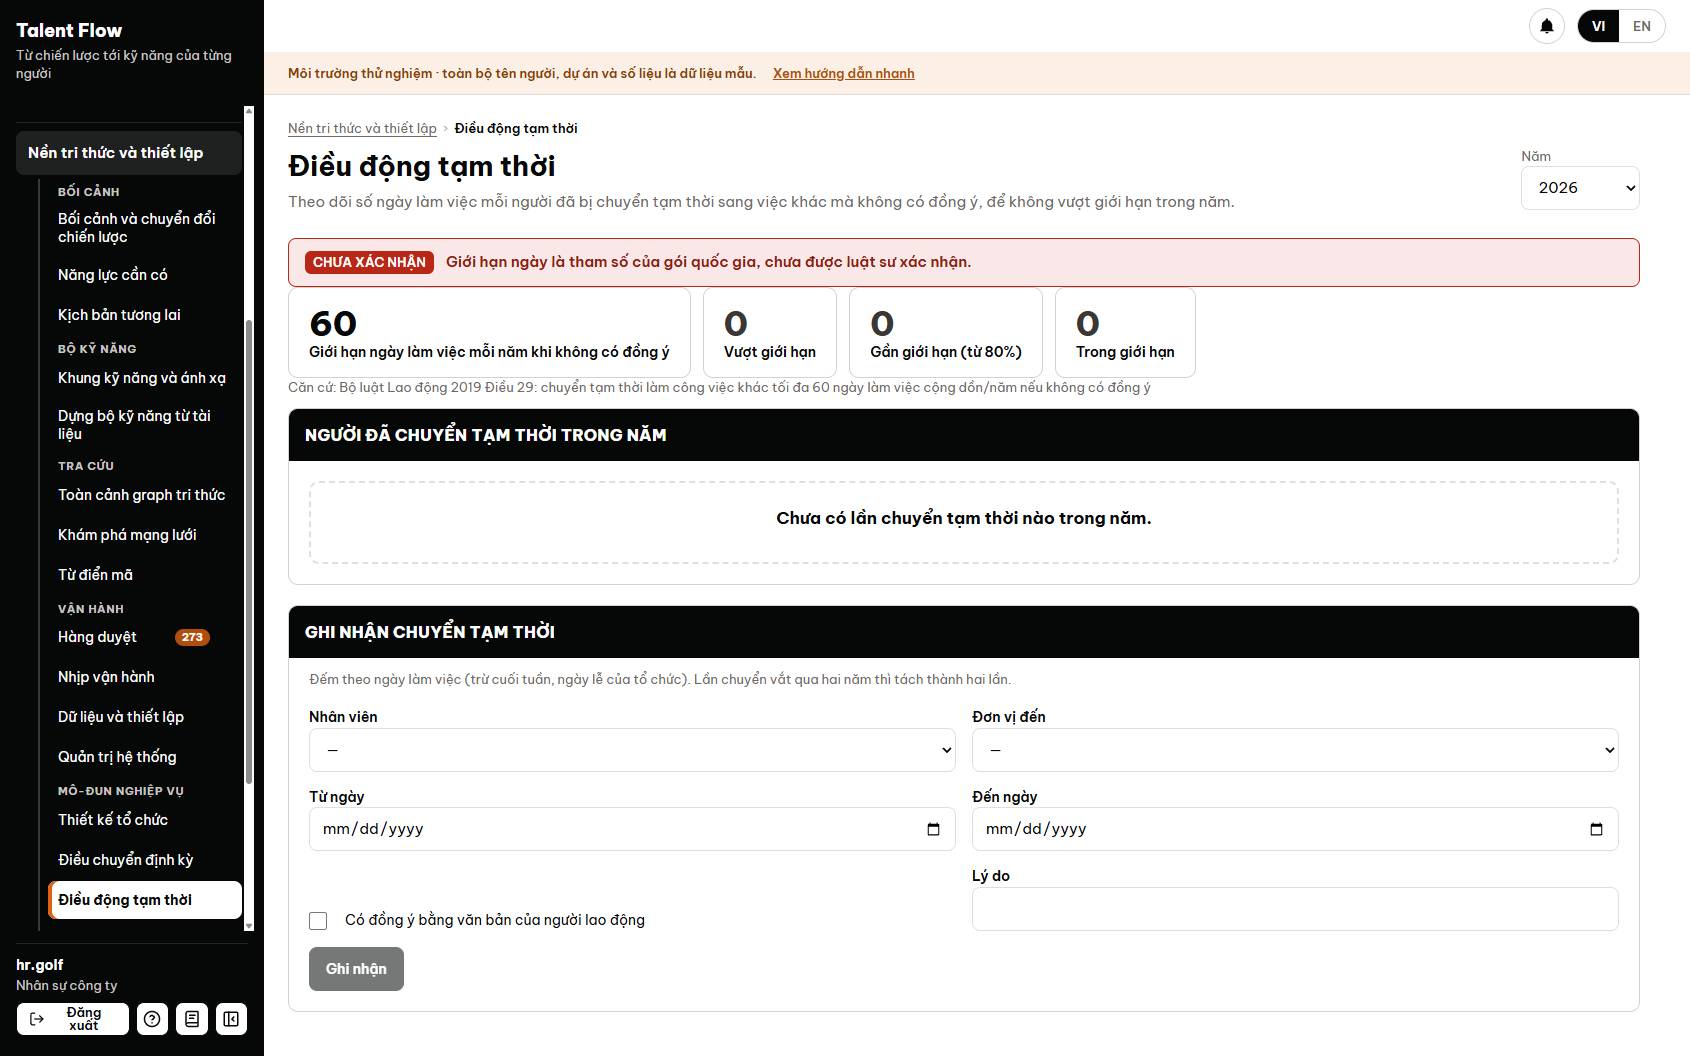 Talent Flow
Từ chiến lược tới kỹ năng của từng
người
Nền tri thức và thiết lập
BỐI CẢNH
Bối cảnh và chuyển đổi
chiến lược
Năng lực cần có
Kịch bản tương lai
BỘ KỸ NĂNG
Khung kỹ năng và ánh xạ
Dựng bộ kỹ năng từ tài
liệu
TRA CỨU
Toàn cảnh graph tri thức
Khám phá mạng lưới
Từ điển mã
VẬN HÀNH
Hàng duyệt 273
Nhịp vận hành
Dữ liệu và thiết lập
Quản trị hệ thống
MÔ-ĐUN NGHIỆP VỤ
Thiết kế tổ chức
Điều chuyển định kỳ
Điều động tạm thời
hr.golf
Nhân sự công ty
Đăng
xuất
VI EN
Môi trường thử nghiệm · toàn bộ tên người, dự án và số liệu là dữ liệu mẫu. Xem hướng dẫn nhanh
Nền tri thức và thiết lập › Điều động tạm thời
Điều động tạm thời
Theo dõi số ngày làm việc mỗi người đã bị chuyển tạm thời sang việc khác mà không có đồng ý, để không vượt giới hạn trong năm.
Năm
2026
CHƯA XÁC NHẬN Giới hạn ngày là tham số của gói quốc gia, chưa được luật sư xác nhận.
60
Giới hạn ngày làm việc mỗi năm khi không có đồng ý
0
Vượt giới hạn
0
Gần giới hạn (từ 80%)
0
Trong giới hạn
Căn cứ: Bộ luật Lao động 2019 Điều 29: chuyển tạm thời làm công việc khác tối đa 60 ngày làm việc cộng dồn/năm nếu không có đồng ý
NGƯỜI ĐÃ CHUYỂN TẠM THỜI TRONG NĂM
Chưa có lần chuyển tạm thời nào trong năm.
GHI NHẬN CHUYỂN TẠM THỜI
Đếm theo ngày làm việc (trừ cuối tuần, ngày lễ của tổ chức). Lần chuyển vắt qua hai năm thì tách thành hai lần.
Nhân viên
—
Đơn vị đến
—
Từ ngày
mm/dd/yyyy
Đến ngày
mm/dd/yyyy
Có đồng ý bằng văn bản của người lao động
Lý do
Ghi nhận